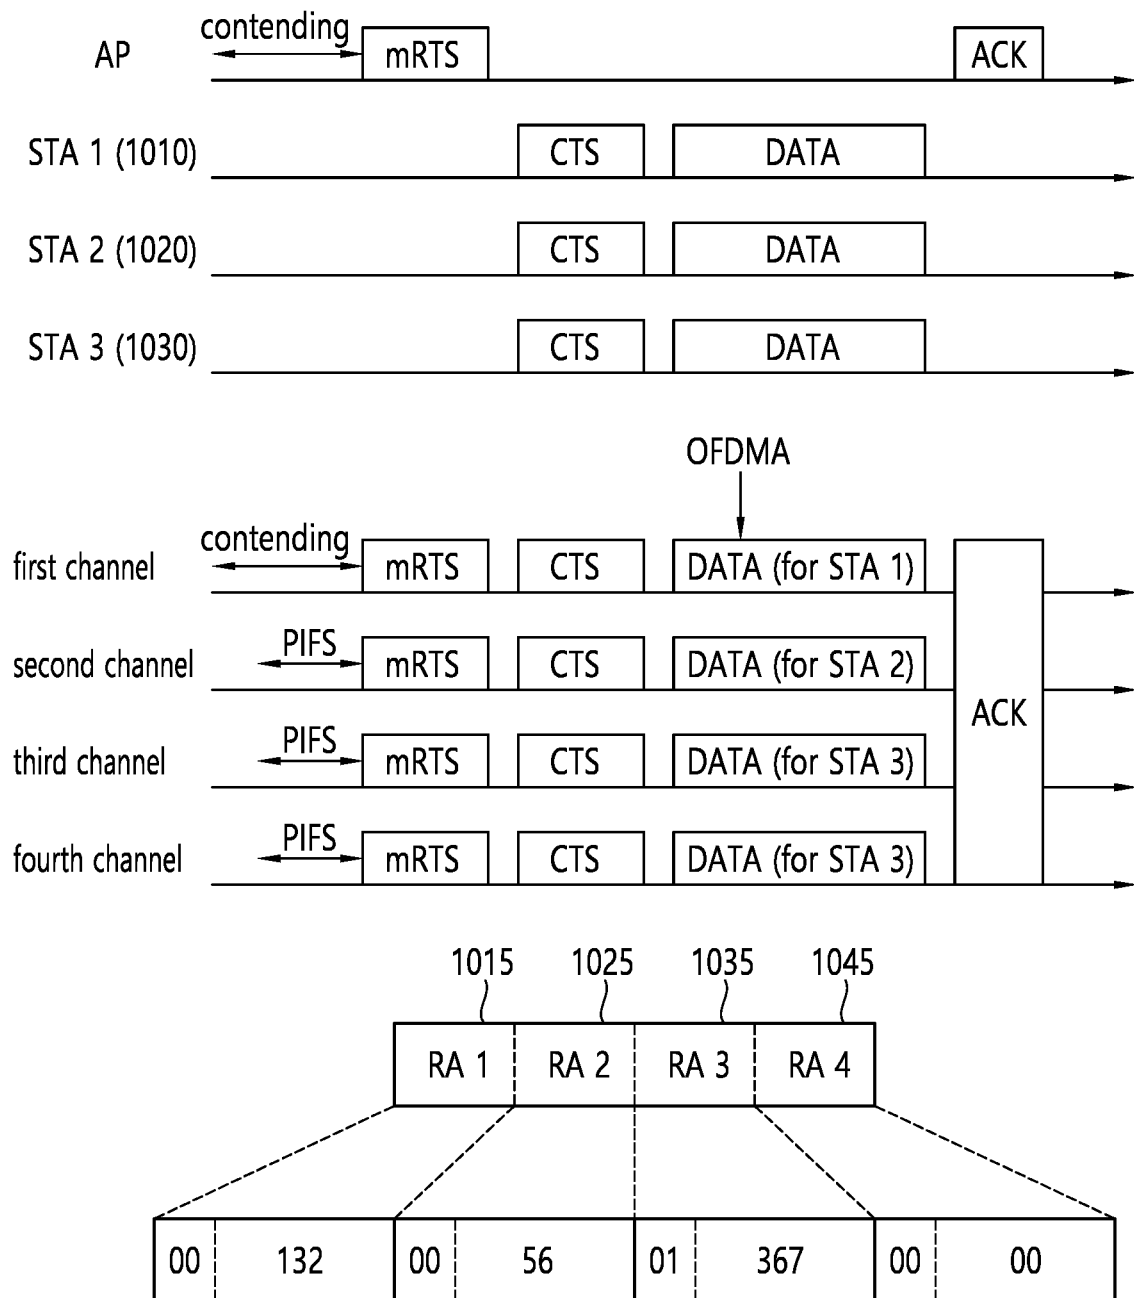 contending
AP mRTS ACK
STA 1 (1010) CTS DATA
STA 2 (1020) CTS DATA
STA 3 (1030) CTS DATA
OFDMA
contending
first channel mRTS CTS DATA (for STA 1)
PIFS
second channel mRTS CTS DATA (for STA 2)
ACK
PIFS
third channel mRTS CTS DATA (for STA 3)
PIFS
fourth channel mRTS CTS DATA (for STA 3)
1015 1025 1035 1045
RA 1 RA 2 RA 3 RA 4
00 132 00 56 01 367 00 00